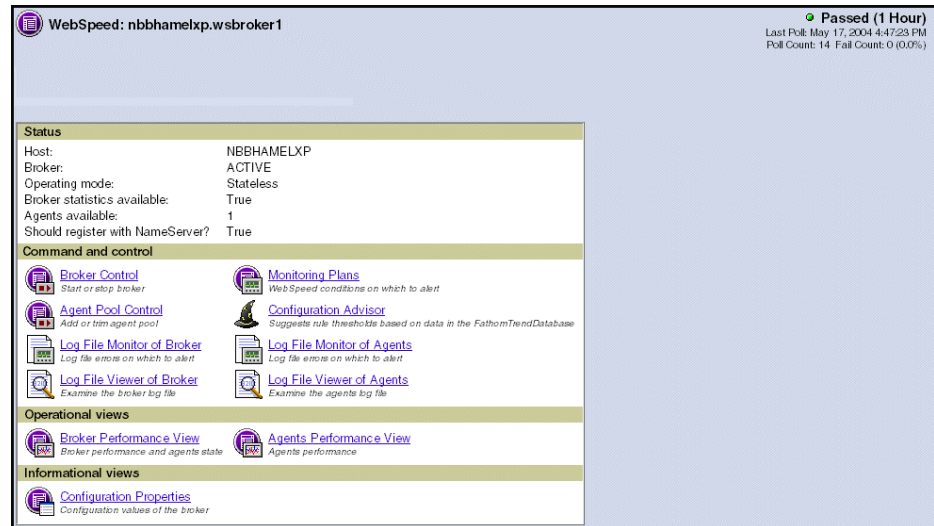 WebSpeed: nbbhamelxp.wsbroker1
Passed (1 Hour)
Last Poll: May 17, 2004 4:47:23 PM
Poll Count: 14 Fail Count: 0 (0.0%)
Status
Host: NBBHAMELXP
Broker: ACTIVE
Operating mode: Stateless
Broker statistics available: True
Agents available: 1
Should register with NameServer? True
Command and control
Broker Control
Start or stop broker
Monitoring Plans
WebSpeed conditions on which to alert
Agent Pool Control
Add or trim agent pool
Configuration Advisor
Suggests rule thresholds based on data in the FathomTrendDatabase
Log File Monitor of Broker
Log file errors on which to alert
Log File Monitor of Agents
Log file errors on which to alert
Log File Viewer of Broker
Examine the broker log file
Log File Viewer of Agents
Examine the agents log file
Operational views
Broker Performance View
Broker performance and agents state
Agents Performance View
Agents performance
Informational views
Configuration Properties
Configuration values of the broker